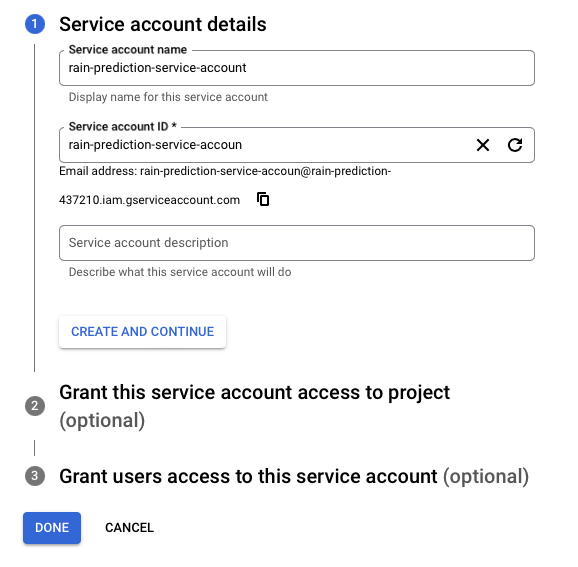 1 Service account details
Service account name
rain-prediction-service-account
Display name for this service account
Service account ID *
rain-prediction-service-accoun
Email address: rain-prediction-service-accoun@rain-prediction-
437210.iam.gserviceaccount.com
Service account description
Describe what this service account will do
CREATE AND CONTINUE
2 Grant this service account access to project
(optional)
3 Grant users access to this service account (optional)
DONE CANCEL